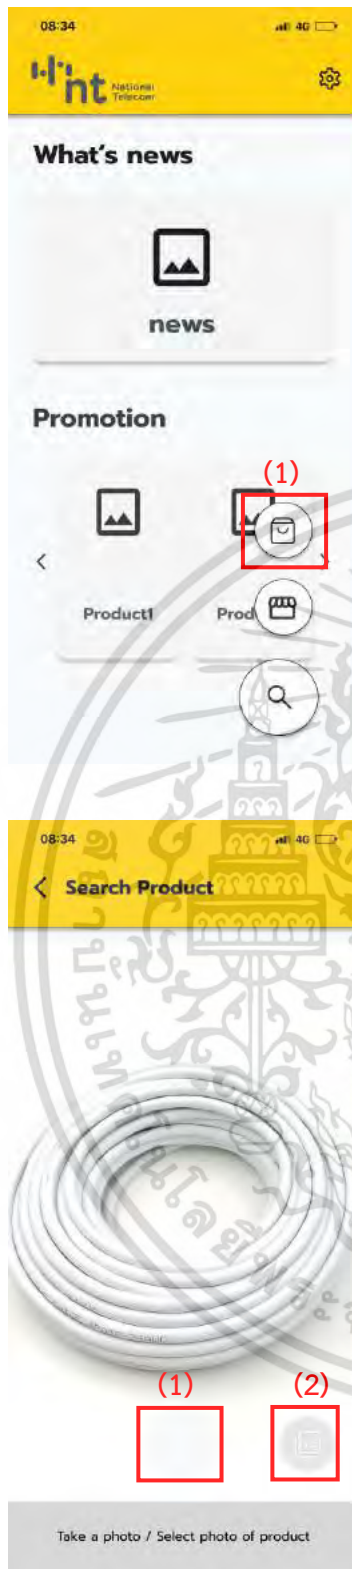 08:34
4G
nt National Telecom
What's news
news
Promotion
(1)
Product1
Prod
08:34
4G
Search Product
(1)
(2)
Take a photo / Select photo of product